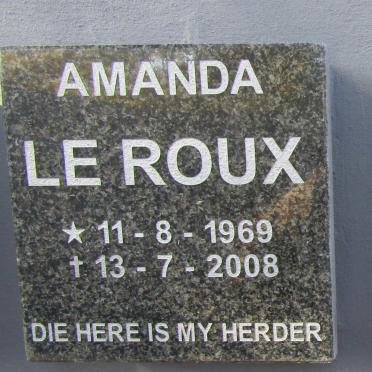 AMANDA
LE ROUX
★ 11 - 8 - 1969
† 13 - 7 - 2008
DIE HERE IS MY HERDER